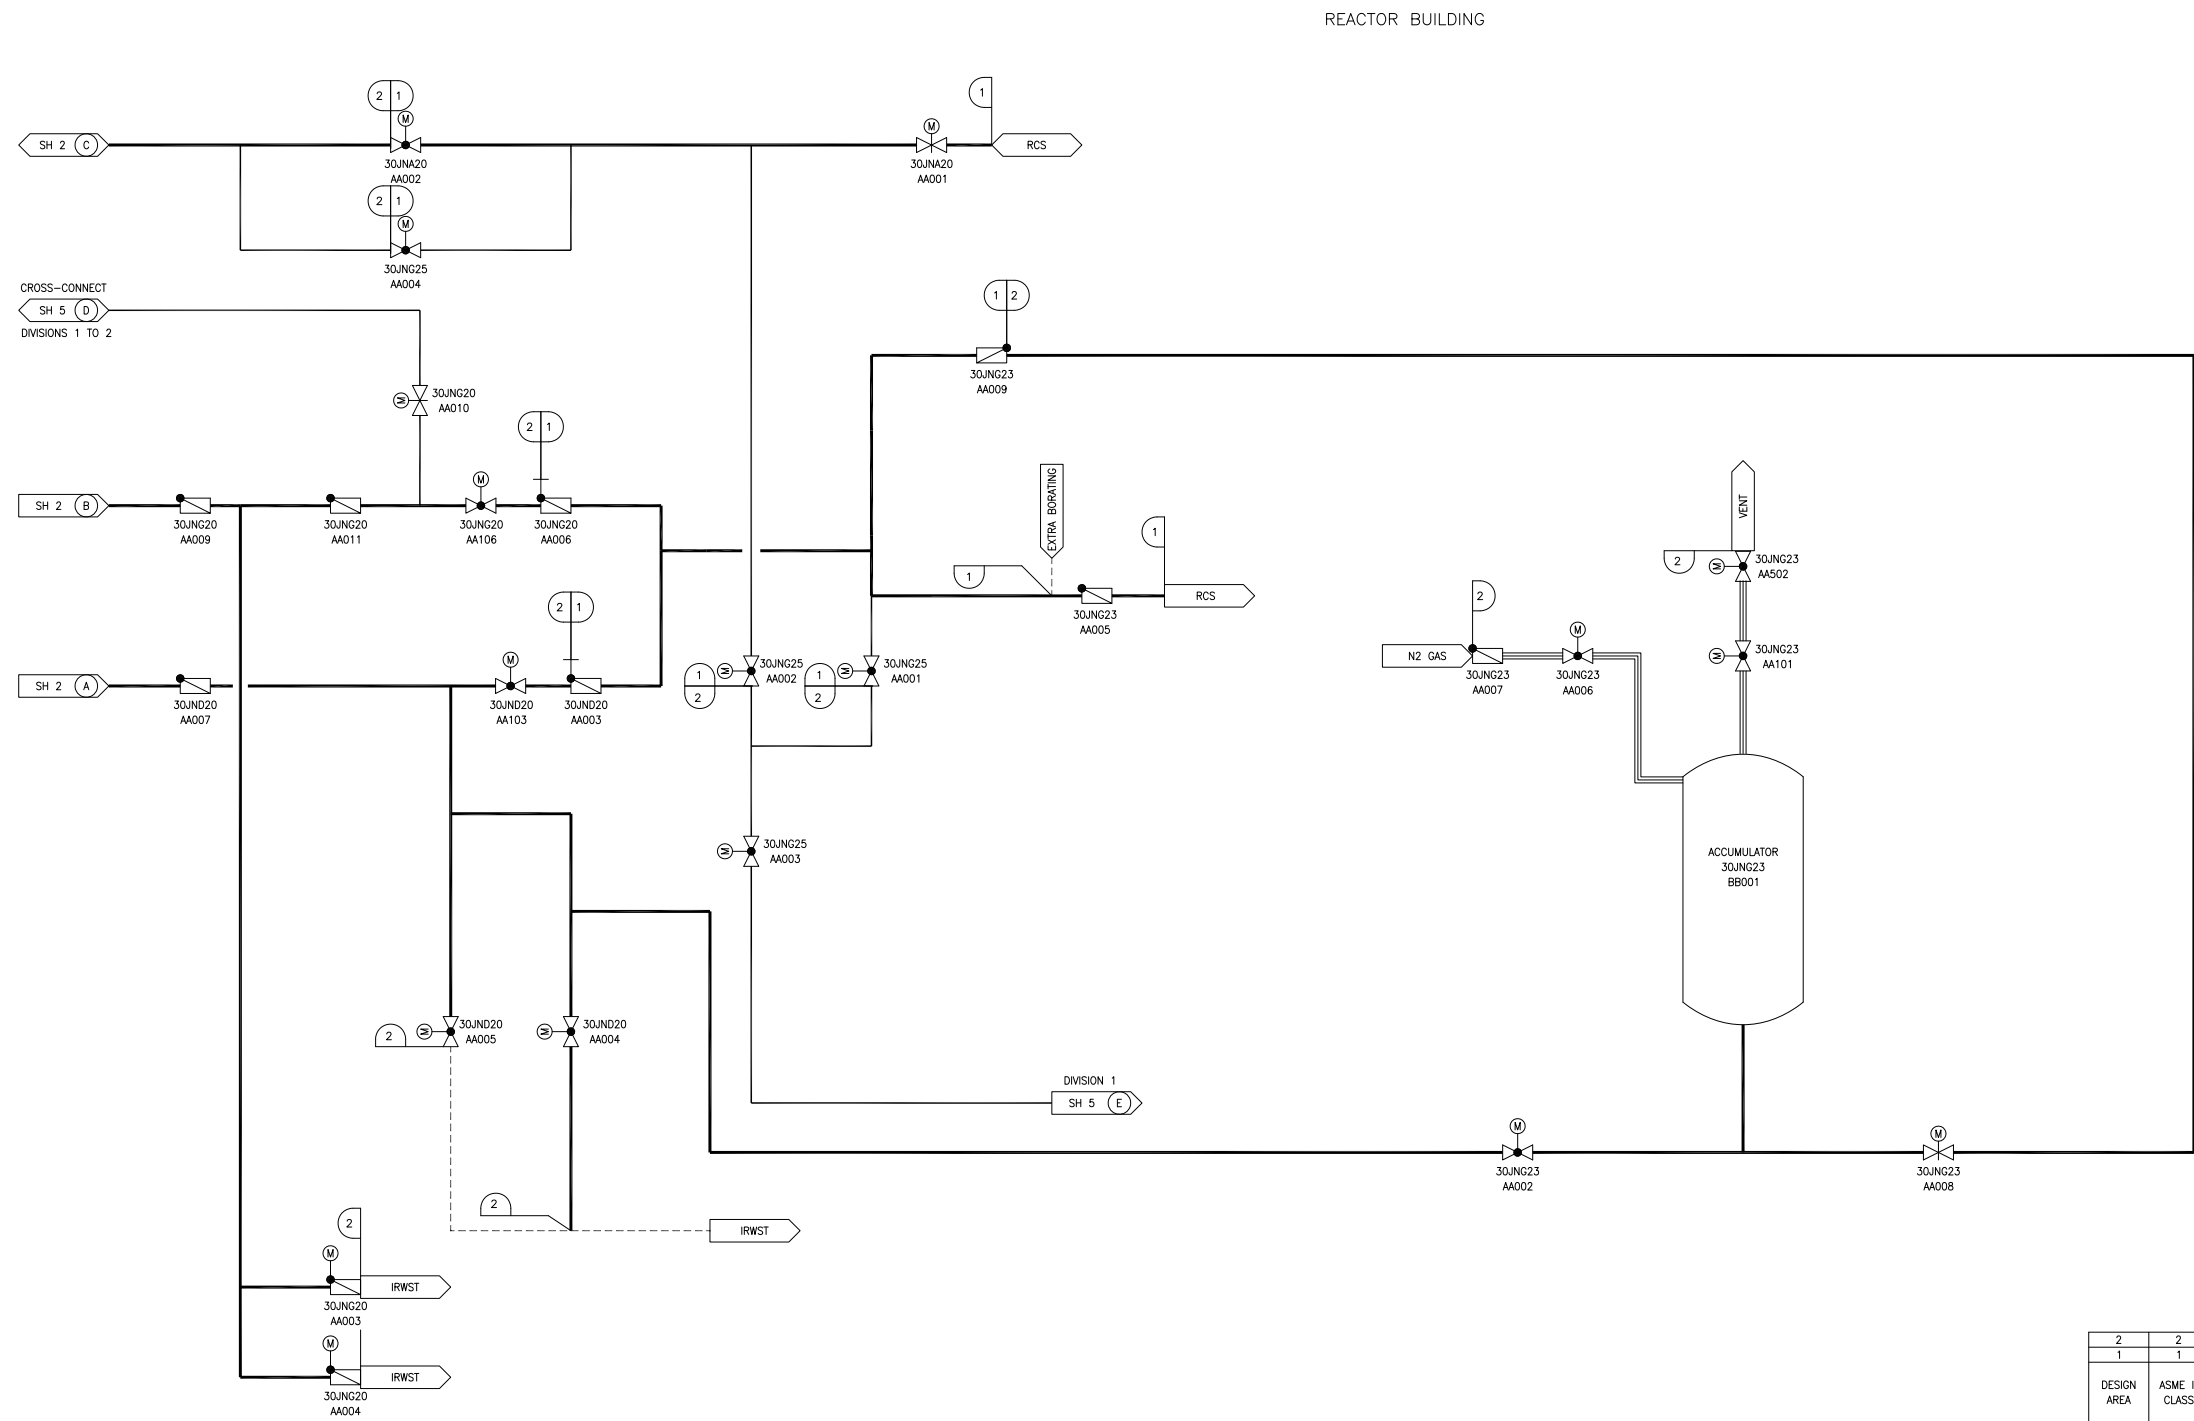 REACTOR BUILDING
2 1
M
SH 2 C
30JNA20
AA002
1
M
RCS
30JNA20
AA001
2 1
M
30JNG25
AA004
CROSS-CONNECT
SH 5 D
DIVISIONS 1 TO 2
1 2
30JNG23
AA009
M
30JNG20
AA010
2 1
M
SH 2 B
30JNG20
AA009
30JNG20
AA011
30JNG20
AA106
30JNG20
AA006
EXTRA BORATING
1
1
RCS
30JNG23
AA005
VENT
2
M
30JNG23
AA502
2
M
N2 GAS
30JNG23
AA007
30JNG23
AA006
M
30JNG23
AA101
2 1
M
SH 2 A
30JND20
AA007
30JND20
AA103
30JND20
AA003
1
2
M
30JNG25
AA002
1
2
M
30JNG25
AA001
M
30JNG25
AA003
ACCUMULATOR
30JNG23
BB001
2
M
30JND20
AA005
M
30JND20
AA004
DIVISION 1
SH 5 E
M
30JNG23
AA002
M
30JNG23
AA008
2
IRWST
2
M
IRWST
30JNG20
AA003
M
IRWST
30JNG20
AA004
2 2
1 1
DESIGN
AREA
ASME
CLASS